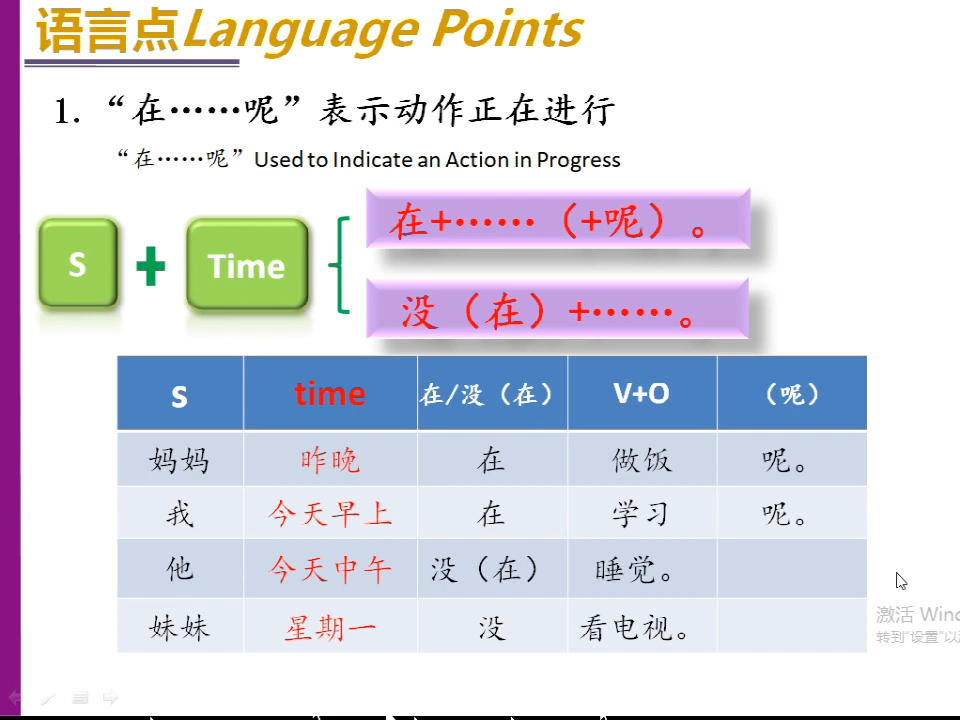 语言点Language Points
1. “在……呢”表示动作正在进行
“在……呢”Used to Indicate an Action in Progress
S + Time
在+……（+呢）。
没（在）+……。
S time 在/没（在） V+O （呢）
妈妈 昨晚 在 做饭 呢。
我 今天早上 在 学习 呢。
他 今天中午 没（在） 睡觉。
妹妹 星期一 没 看电视。
激活 Winc
转到“设置”以